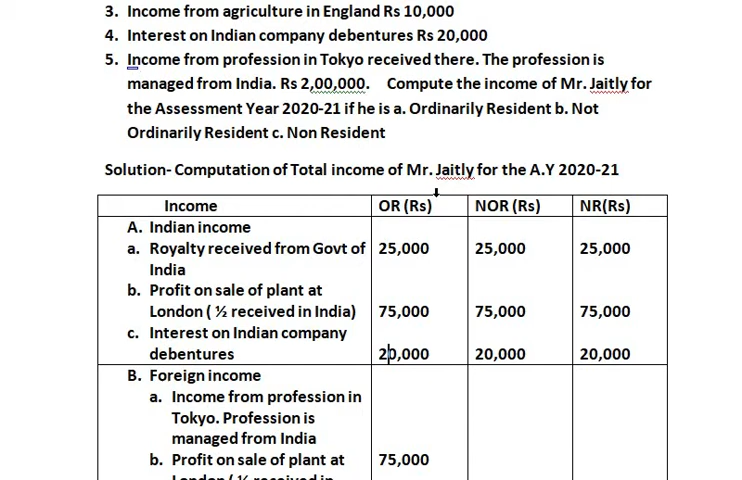 3. Income from agriculture in England Rs 10,000
4. Interest on Indian company debentures Rs 20,000
5. Income from profession in Tokyo received there. The profession is
managed from India. Rs 2,00,000. Compute the income of Mr. Jaitly for
the Assessment Year 2020-21 if he is a. Ordinarily Resident b. Not
Ordinarily Resident c. Non Resident
Solution- Computation of Total income of Mr. Jaitly for the A.Y 2020-21
Income OR (Rs) NOR (Rs) NR(Rs)
A. Indian income
a. Royalty received from Govt of 25,000 25,000 25,000
India
b. Profit on sale of plant at
London ( ½ received in India) 75,000 75,000 75,000
c. Interest on Indian company
debentures 20,000 20,000 20,000
B. Foreign income
a. Income from profession in
Tokyo. Profession is
managed from India
b. Profit on sale of plant at 75,000
London ( ½ received in